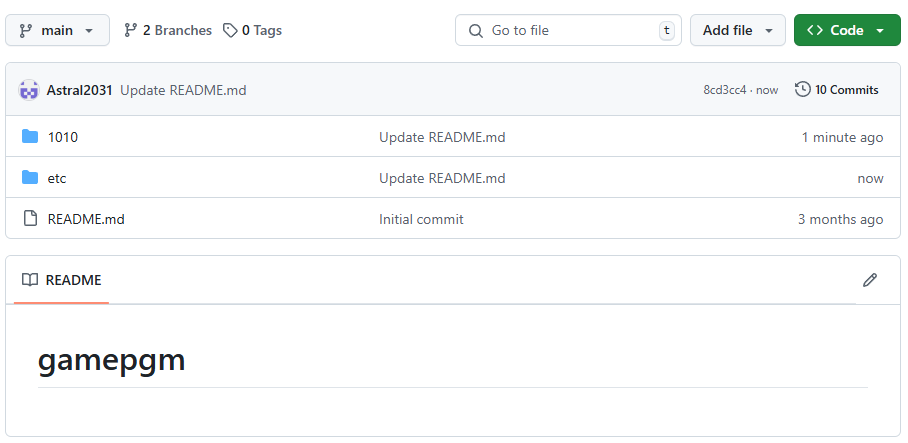 main 2 Branches 0 Tags Go to file t Add file Code
Astral2031 Update README.md 8cd3cc4 · now 10 Commits
1010 Update README.md 1 minute ago
etc Update README.md now
README.md Initial commit 3 months ago
README
gamepgm